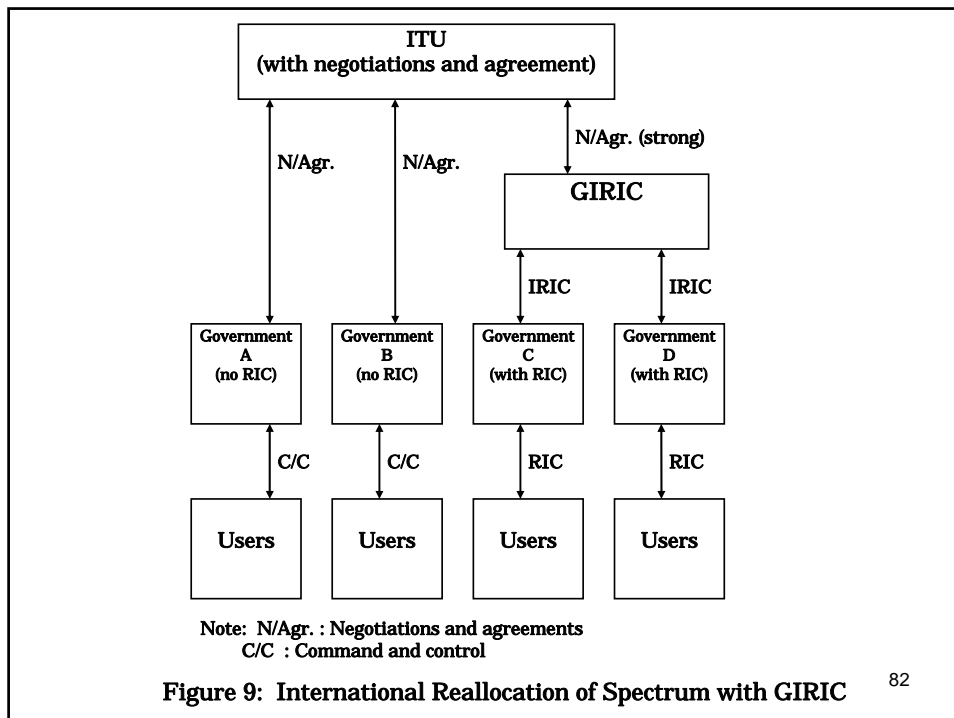 ITU
(with negotiations and agreement)
N/Agr. (strong)
N/Agr.
N/Agr.
GIRIC
IRIC
IRIC
Government
A
(no RIC)
Government
B
(no RIC)
Government
C
(with RIC)
Government
D
(with RIC)
C/C
C/C
RIC
RIC
Users
Users
Users
Users
Note: N/Agr. : Negotiations and agreements
C/C : Command and control
Figure 9: International Reallocation of Spectrum with GIRIC
82